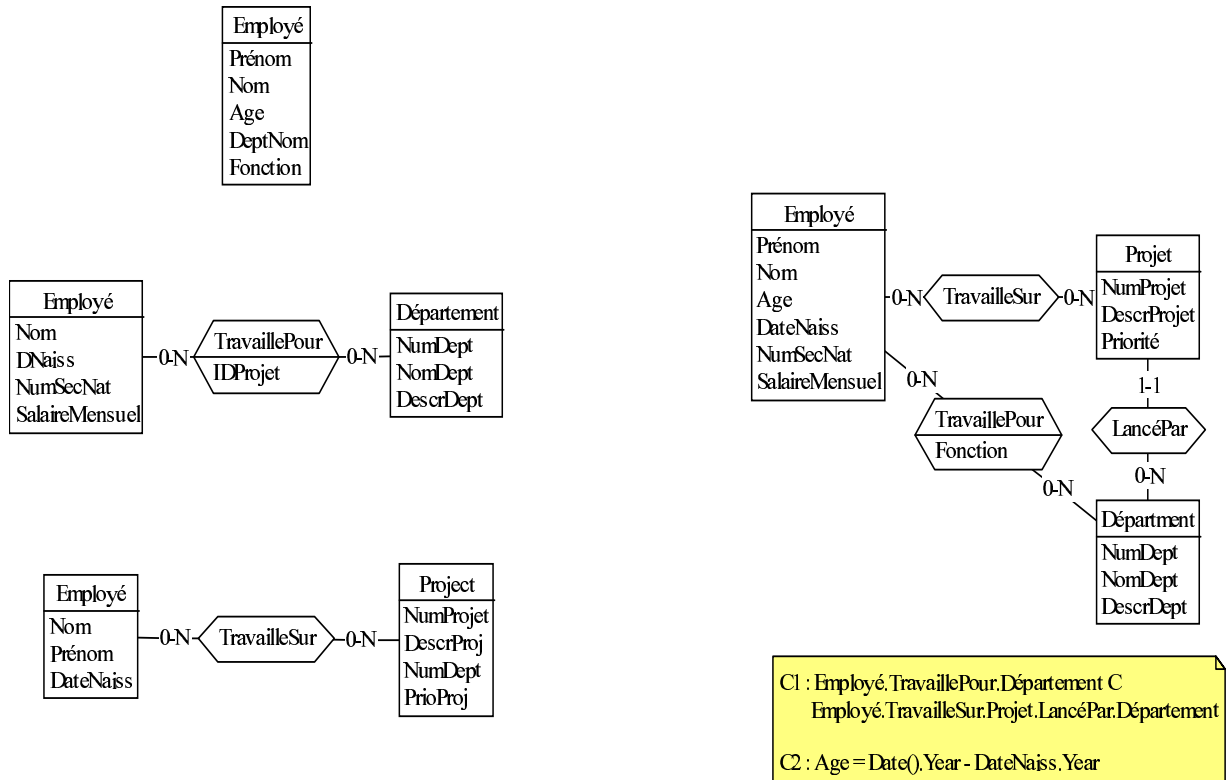 Employé
Prénom
Nom
Age
DeptNom
Fonction
Employé
Nom
DNaiss
NumSecNat
SalaireMensuel
0-N
TravaillePour
IDProjet
0-N
Département
NumDept
NomDept
DescrDept
Employé
Nom
Prénom
DateNaiss
0-N
TravailleSur
0-N
Project
NumProjet
DescrProj
NumDept
PrioProj
Employé
Prénom
Nom
Age
DateNaiss
NumSecNat
SalaireMensuel
0-N
TravailleSur
0-N
Projet
NumProjet
DescrProjet
Priorité
1-1
LancéPar
0-N
0-N
TravaillePour
Fonction
0-N
Départment
NumDept
NomDept
DescrDept
C1 : Employé.TravaillePour.Département C
Employé.TravailleSur.Projet.LancéPar.Département
C2 : Age = Date().Year - DateNaiss.Year